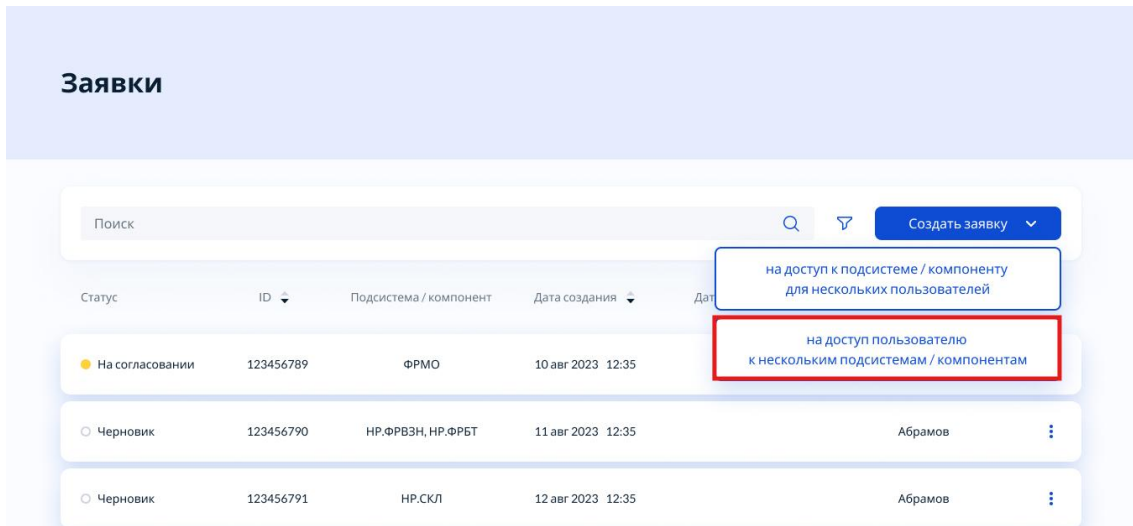 Заявки
Поиск
Создать заявку
на доступ к подсистеме / компоненту
для нескольких пользователей
Статус ID Подсистема / компонент Дата создания Дат
на доступ пользователю
к нескольким подсистемам / компонентам
На согласовании 123456789 ФРМО 10 авг 2023 12:35
Черновик 123456790 НР.ФРВЗН, НР.ФРБТ 11 авг 2023 12:35 Абрамов
Черновик 123456791 НР.СКЛ 12 авг 2023 12:35 Абрамов